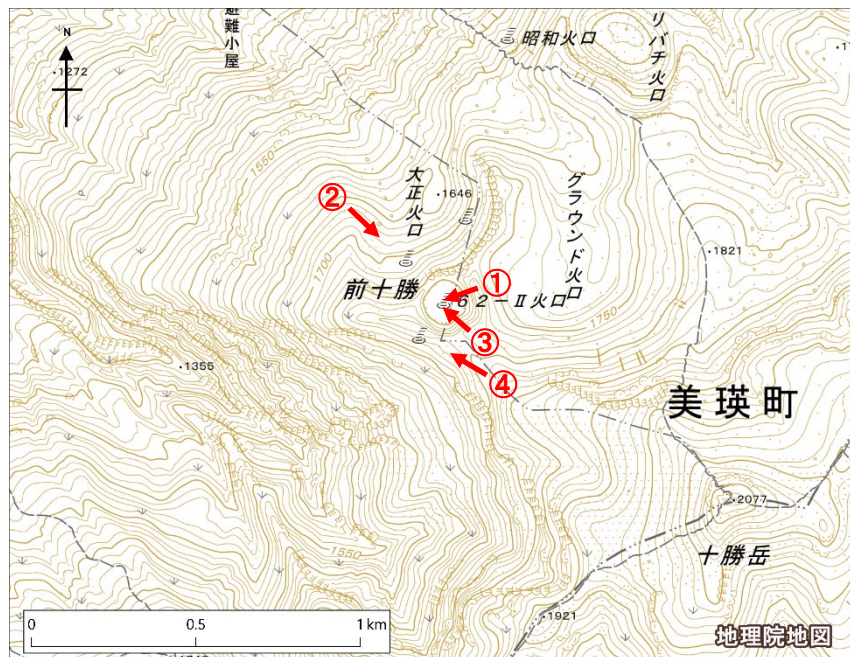 避難小屋
昭和火口
リバチ火口
N
・1272
1550
大正火口
・1646
グラウンド火口
②
・1821
1700
前十勝
①
62-Ⅱ火口
1750
③
・1355
④
美瑛町
・2077
十勝岳
1550
・1921
0
0.5
1km
地理院地図